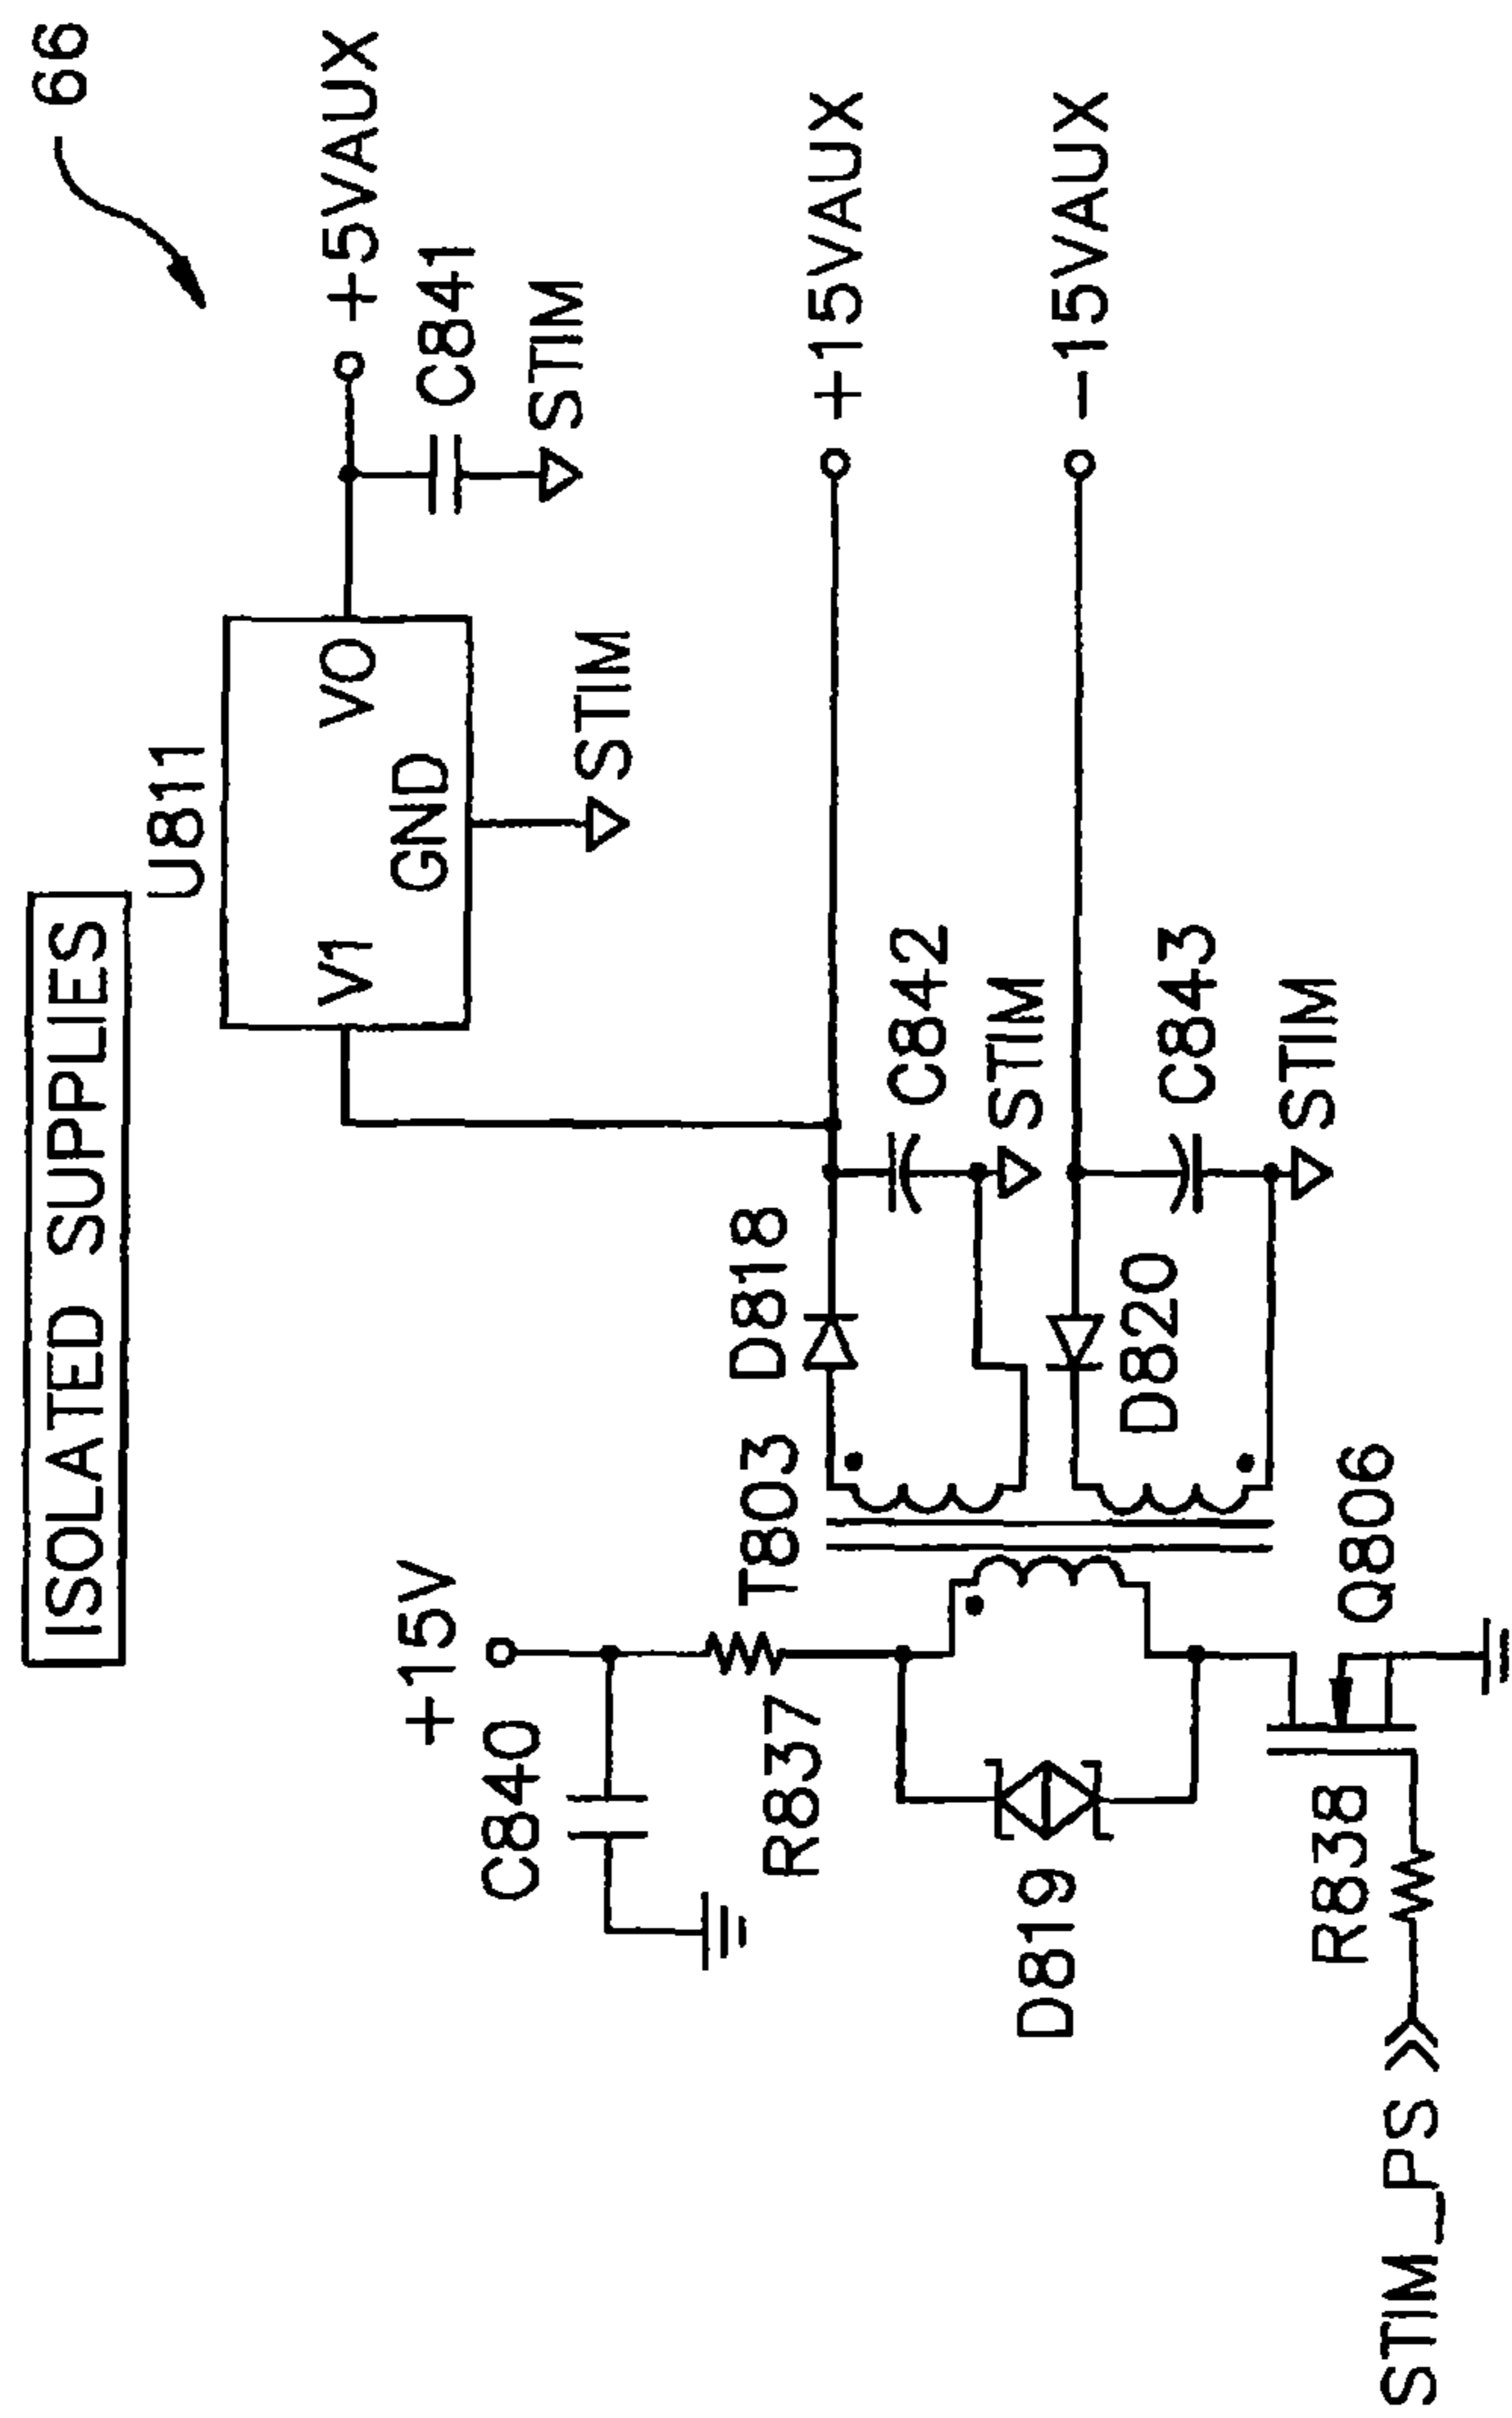 66
ISOLATED SUPPLIES
U811
V1
VO
GND
STIM
+5VAUX
C841
STIM
+15V
C840
R837
T803
D818
+15VAUX
C842
STIM
D819
D820
-15VAUX
C843
STIM
Q806
R838
STIM_PS